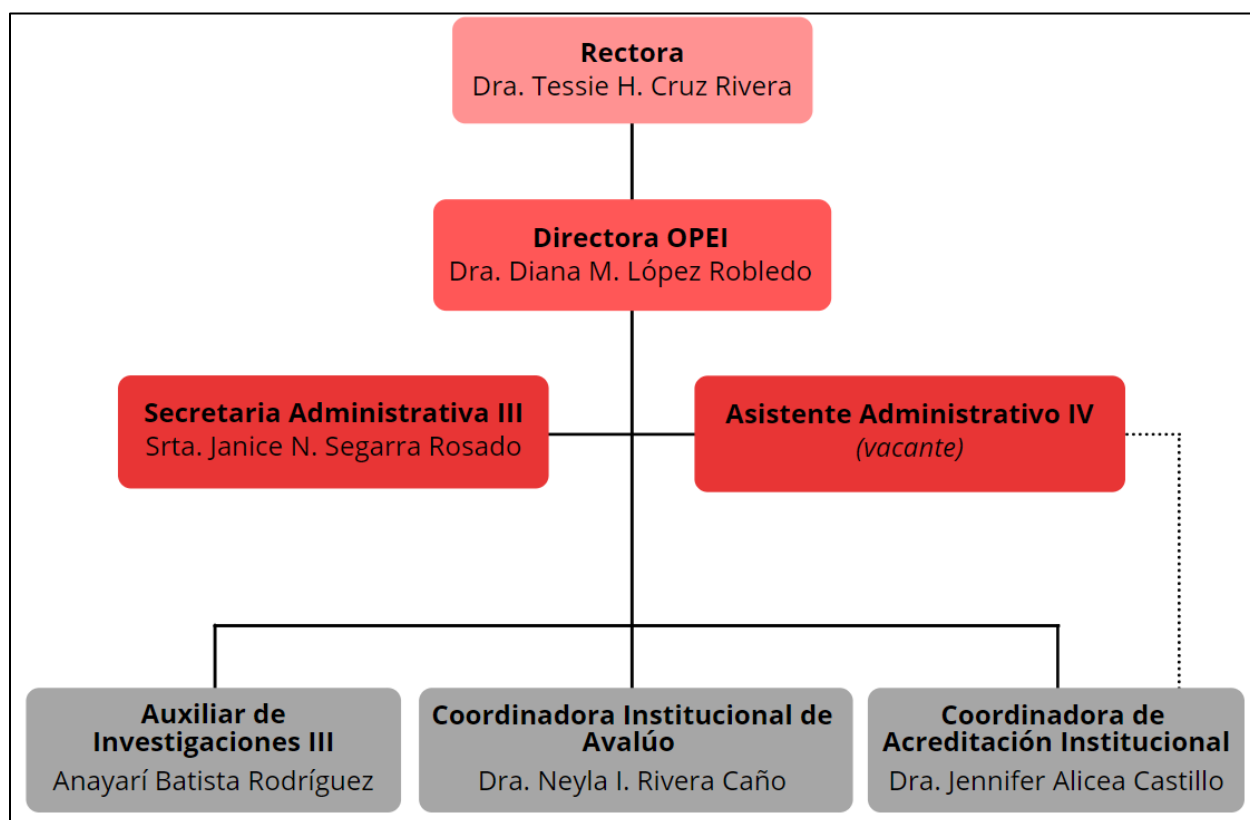 Rectora
Dra. Tessie H. Cruz Rivera
Directora OPEI
Dra. Diana M. López Robledo
Secretaria Administrativa III
Srta. Janice N. Segarra Rosado
Asistente Administrativo IV
(vacante)
Auxiliar de
Investigaciones III
Anayarí Batista Rodríguez
Coordinadora Institucional de
Avalúo
Dra. Neyla I. Rivera Caño
Coordinadora de
Acreditación Institucional
Dra. Jennifer Alicea Castillo